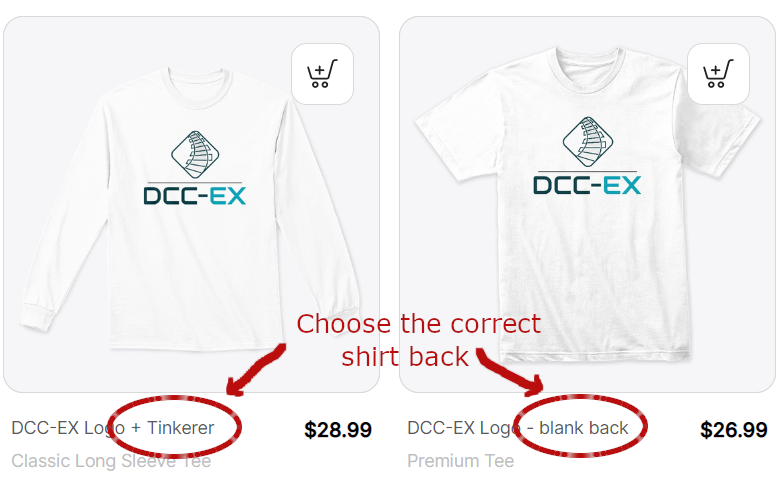 DCC-EX
DCC-EX
Choose the correct
shirt back
DCC-EX Logo + Tinkerer
$28.99
Classic Long Sleeve Tee
DCC-EX Logo - blank back
$26.99
Premium Tee